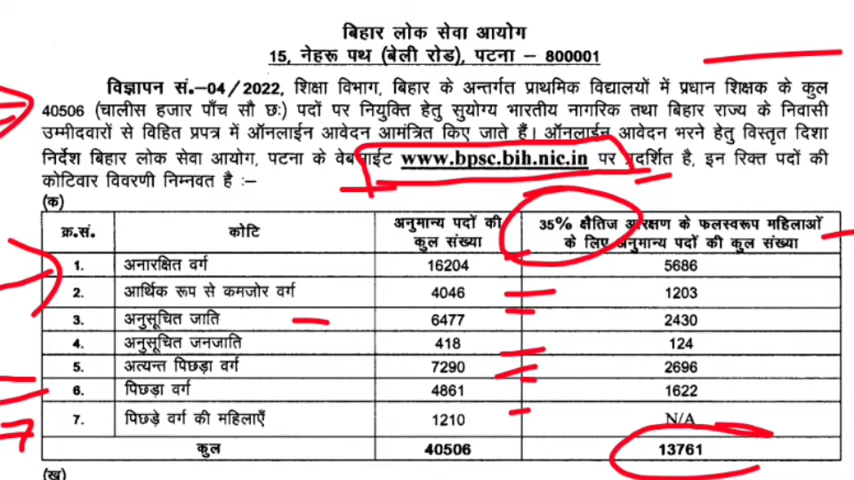 बिहार लोक सेवा आयोग
15, नेहरू पथ (बेली रोड), पटना – 800001
विज्ञापन सं.–04/2022, शिक्षा विभाग, बिहार के अन्तर्गत प्राथमिक विद्यालयों में प्रधान शिक्षक के कुल
40506 (चालीस हजार पाँच सौ छः) पदों पर नियुक्ति हेतु सुयोग्य भारतीय नागरिक तथा बिहार राज्य के निवासी
उम्मीदवारों से विहित प्रपत्र में ऑनलाईन आवेदन आमंत्रित किए जाते हैं। ऑनलाईन आवेदन भरने हेतु विस्तृत दिशा
निर्देश बिहार लोक सेवा आयोग, पटना के वेबसाईट www.bpsc.bih.nic.in पर प्रदर्शित है, इन रिक्त पदों की
कोटिवार विवरणी निम्नवत है :–
(क)
क्र.सं. कोटि अनुमान्य पदों की कुल संख्या 35% क्षैतिज आरक्षण के फलस्वरूप महिलाओं के लिए अनुमान्य पदों की कुल संख्या
1. अनारक्षित वर्ग 16204 5686
2. आर्थिक रूप से कमजोर वर्ग 4046 1203
3. अनुसूचित जाति 6477 2430
4. अनुसूचित जनजाति 418 124
5. अत्यन्त पिछड़ा वर्ग 7290 2696
6. पिछड़ा वर्ग 4861 1622
7. पिछड़े वर्ग की महिलाएँ 1210 N/A
कुल 40506 13761
(ख)